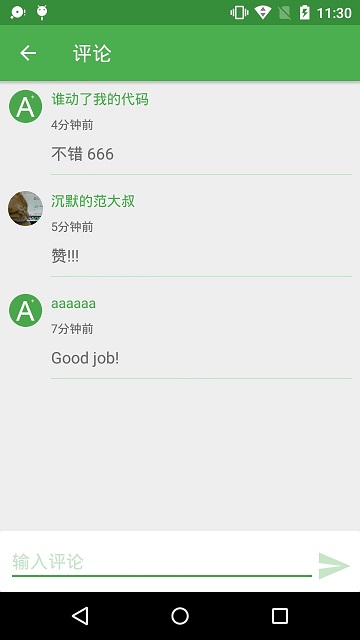 11:30
评论
谁动了我的代码
4分钟前
不错 666
沉默的范大叔
5分钟前
赞!!!
aaaaaa
7分钟前
Good job!
输入评论